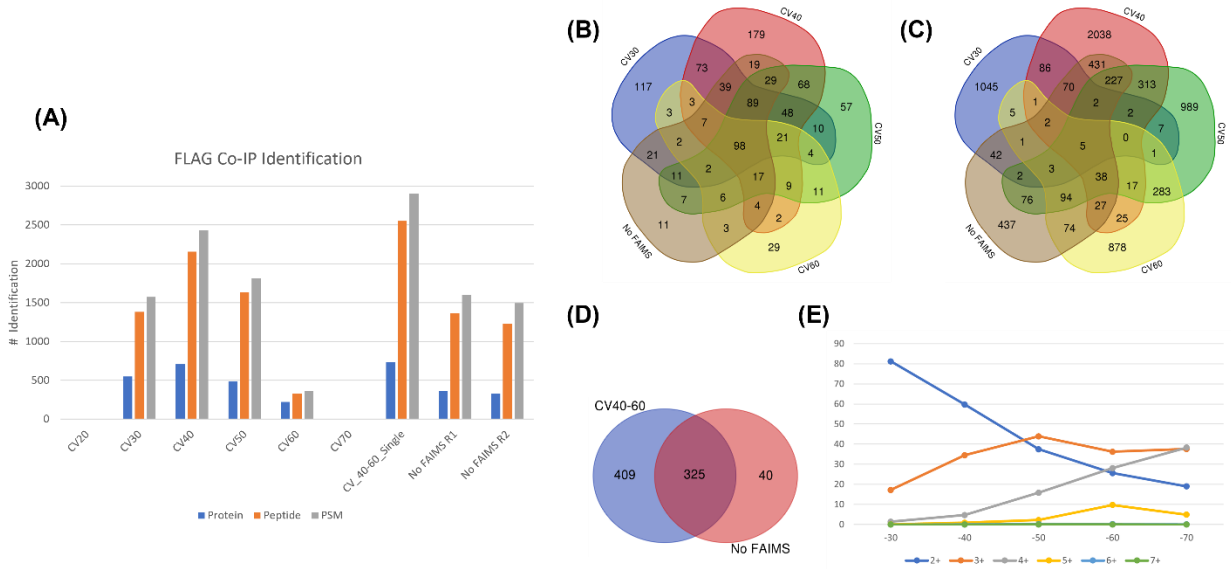 (A)
FLAG Co-IP Identification
# Identification
3000
2500
2000
1500
1000
500
0
CV20
CV30
CV40
CV50
CV60
CV70
CV_40-60_Single
No FAIMS R1
No FAIMS R2
Protein Peptide PSM
(B)
CV40
CV30
179
73
19
117
39
29
68
57
3
3
89
48
7
10
2
98
21
21
4
11
2
17
9
11
7
6
4
2
11
3
29
CV50
No FAIMS
CV60
(C)
CV40
CV30
2038
86
431
1045
70
227
313
989
5
1
2
2
2
7
1
5
0
42
1
2
3
38
17
283
76
94
27
25
437
74
878
CV50
No FAIMS
CV60
(D)
CV40-60
409
325
40
No FAIMS
(E)
90
80
70
60
50
40
30
20
10
0
-30 -40 -50 -60 -70
2+ 3+ 4+ 5+ 6+ 7+